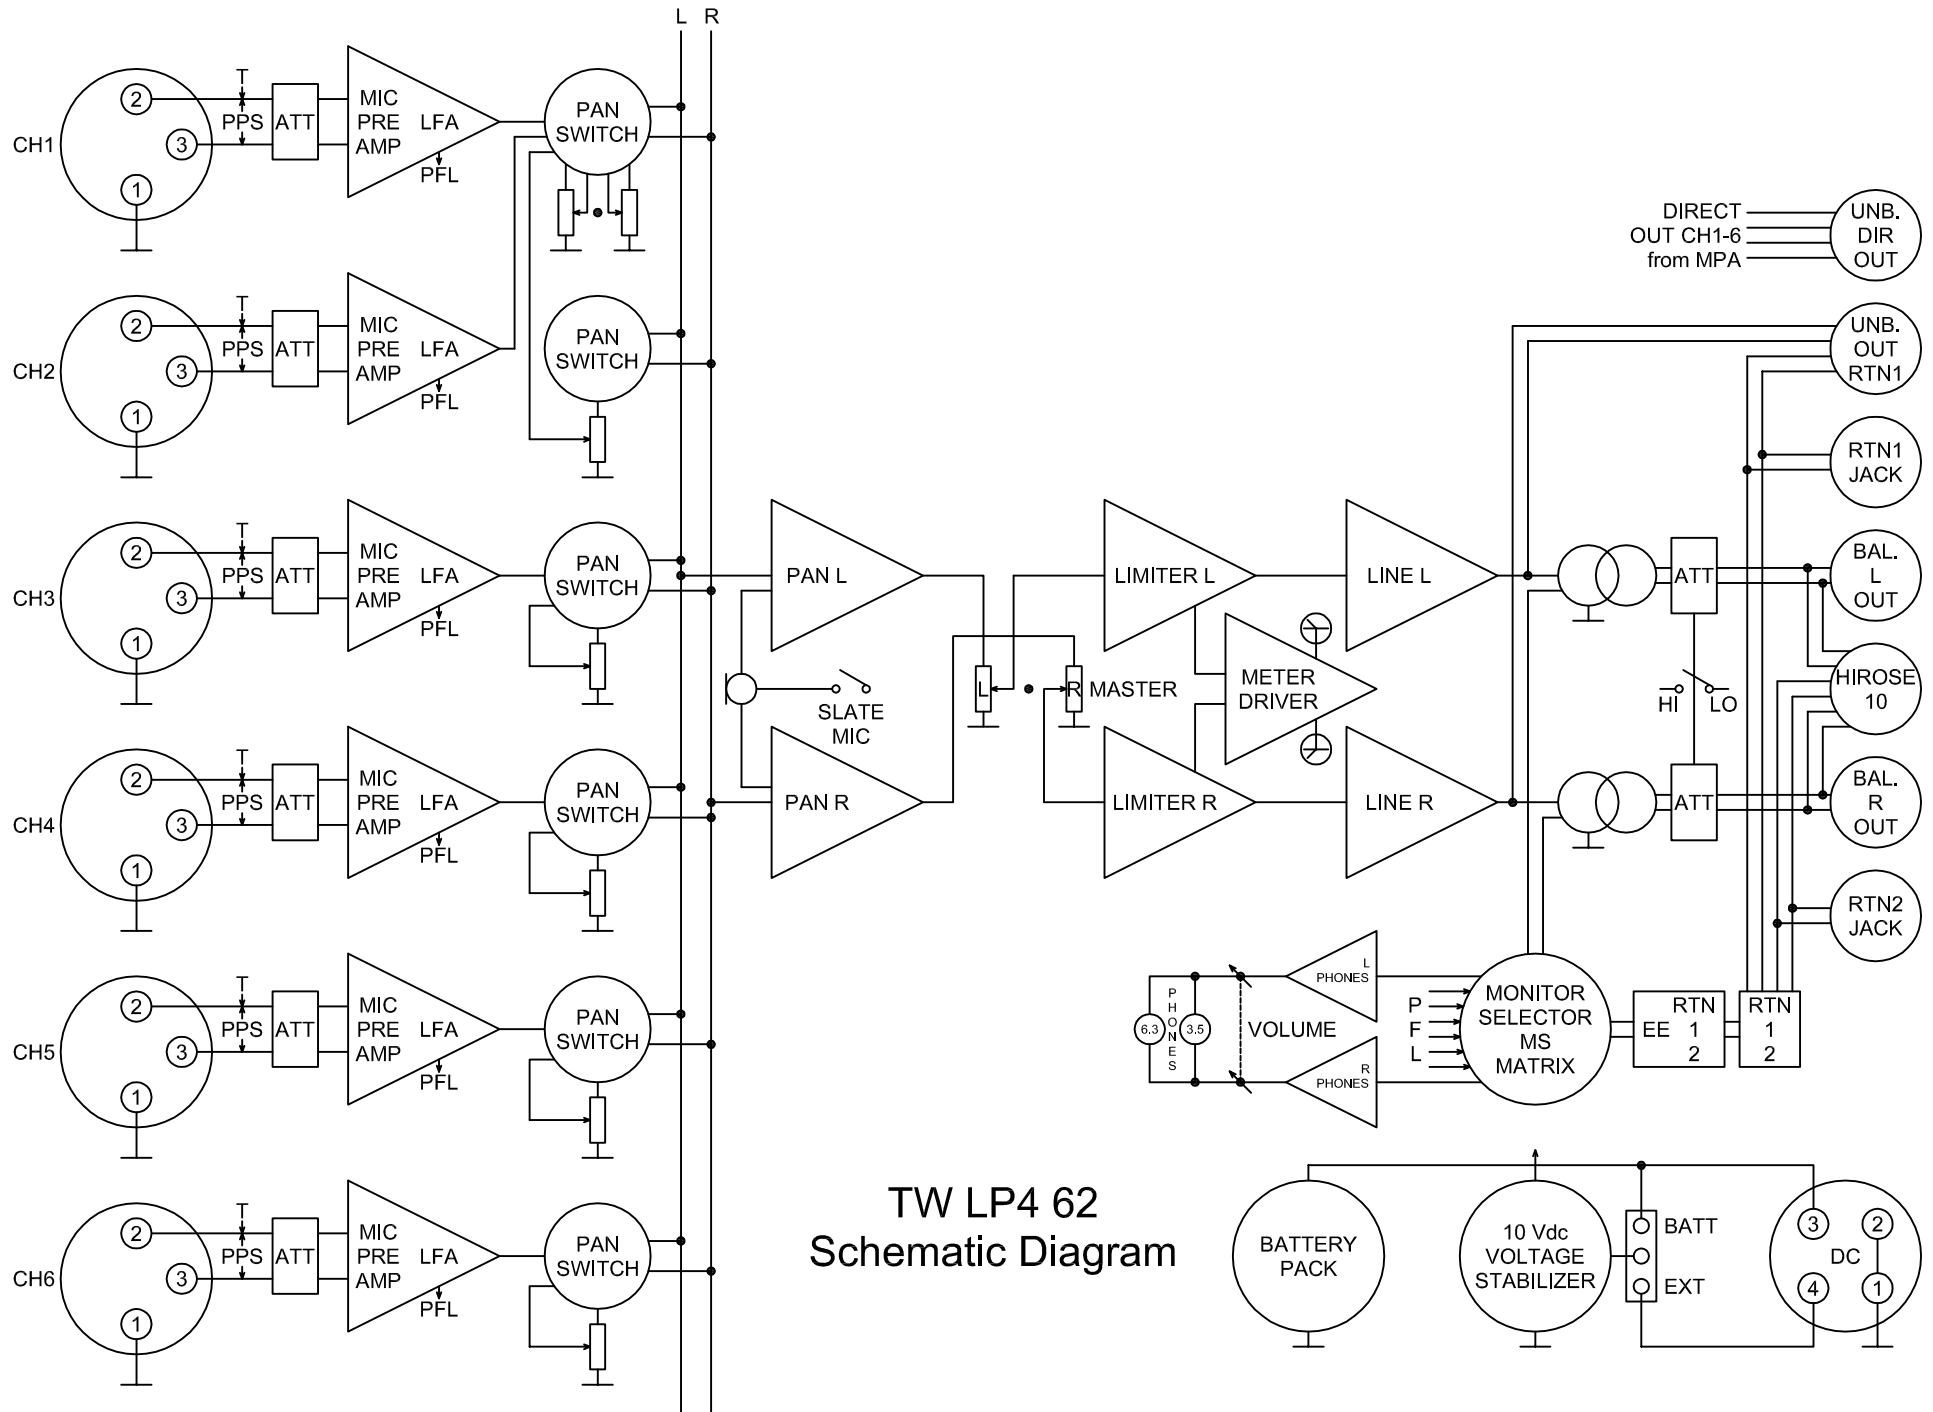 L R
CH1
2
3
1
T
PPS
ATT
MIC
PRE LFA
AMP
PFL
PAN
SWITCH
CH2
2
3
1
T
PPS
ATT
MIC
PRE LFA
AMP
PFL
PAN
SWITCH
CH3
2
3
1
T
PPS
ATT
MIC
PRE LFA
AMP
PFL
PAN
SWITCH
CH4
2
3
1
T
PPS
ATT
MIC
PRE LFA
AMP
PFL
PAN
SWITCH
CH5
2
3
1
T
PPS
ATT
MIC
PRE LFA
AMP
PFL
PAN
SWITCH
CH6
2
3
1
T
PPS
ATT
MIC
PRE LFA
AMP
PFL
PAN
SWITCH
PAN L
SLATE
MIC
PAN R
L
R MASTER
LIMITER L
LIMITER R
METER
DRIVER
LINE L
LINE R
ATT
HI LO
ATT
DIRECT
OUT CH1-6
from MPA
UNB.
DIR
OUT
UNB.
OUT
RTN1
RTN1
JACK
BAL.
L
OUT
HIROSE
10
BAL.
R
OUT
RTN2
JACK
6.3
PHONES
3.5
VOLUME
L
PHONES
R
PHONES
P
F
L
MONITOR
SELECTOR
MS
MATRIX
RTN
EE 1
2
RTN
1
2
TW LP4 62
Schematic Diagram
BATTERY
PACK
10 Vdc
VOLTAGE
STABILIZER
BATT
EXT
3 2
DC
4 1